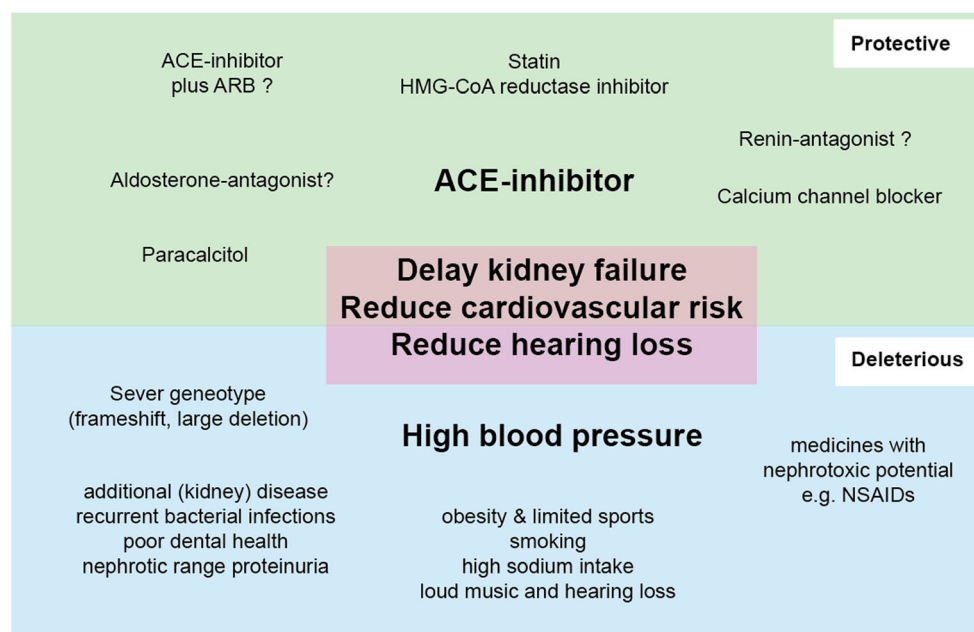 Protective
ACE-inhibitor
plus ARB ?
Statin
HMG-CoA reductase inhibitor
Renin-antagonist ?
Aldosterone-antagonist?
ACE-inhibitor
Calcium channel blocker
Paracalcitol
Delay kidney failure
Reduce cardiovascular risk
Reduce hearing loss
Deleterious
Sever geneotype
(frameshift, large deletion)
High blood pressure
medicines with
nephrotoxic potential
e.g. NSAIDs
additional (kidney) disease
recurrent bacterial infections
poor dental health
nephrotic range proteinuria
obesity & limited sports
smoking
high sodium intake
loud music and hearing loss